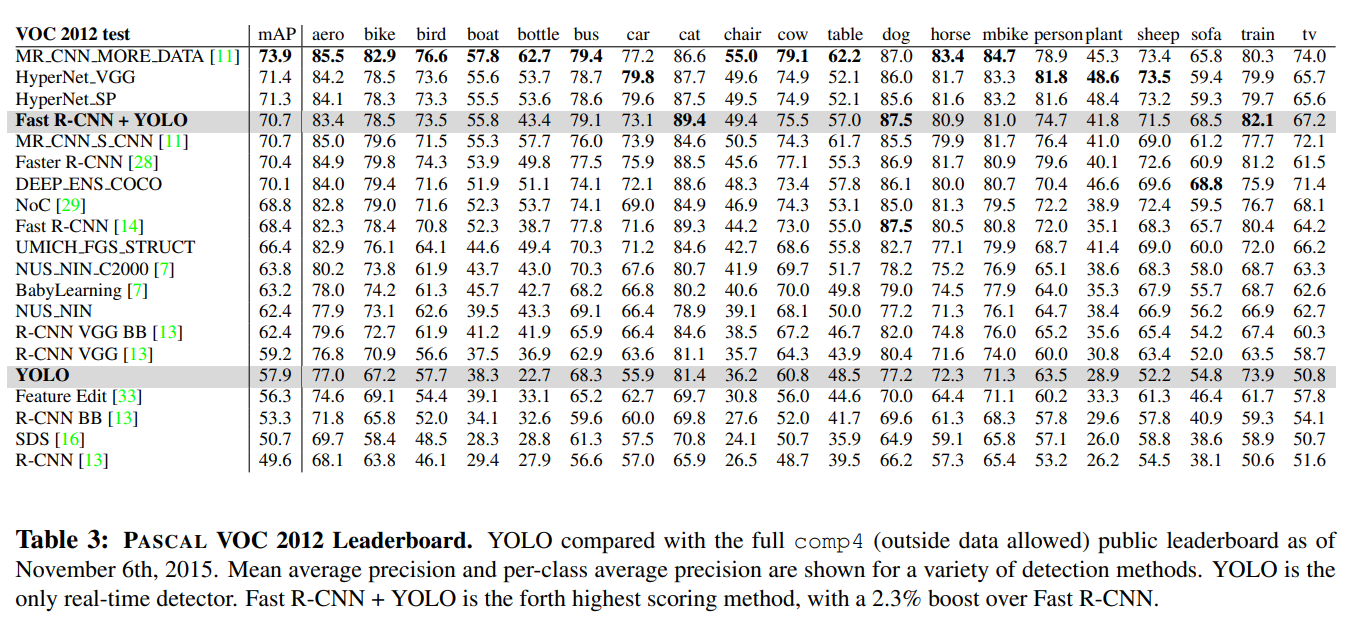 VOC 2012 test mAP aero bike bird boat bottle bus car cat chair cow table dog horse mbike person plant sheep sofa train tv
MR_CNN_MORE_DATA [11] 73.9 85.5 82.9 76.6 57.8 62.7 79.4 77.2 86.6 55.0 79.1 62.2 87.0 83.4 84.7 78.9 45.3 73.4 65.8 80.3 74.0
HyperNet_VGG 71.4 84.2 78.5 73.6 55.6 53.7 78.7 79.8 87.7 49.6 74.9 52.1 86.0 81.7 83.3 81.8 48.6 73.5 59.4 79.9 65.7
HyperNet_SP 71.3 84.1 78.3 73.3 55.5 53.6 78.6 79.6 87.5 49.5 74.9 52.1 85.6 81.6 83.2 81.6 48.4 73.2 59.3 79.7 65.6
Fast R-CNN + YOLO 70.7 83.4 78.5 73.5 55.8 43.4 79.1 73.1 89.4 49.4 75.5 57.0 87.5 80.9 81.0 74.7 41.8 71.5 68.5 82.1 67.2
MR_CNN_S_CNN [11] 70.7 85.0 79.6 71.5 55.3 57.7 76.0 73.9 84.6 50.5 74.3 61.7 85.5 79.9 81.7 76.4 41.0 69.0 61.2 77.7 72.1
Faster R-CNN [28] 70.4 84.9 79.8 74.3 53.9 49.8 77.5 75.9 88.5 45.6 77.1 55.3 86.9 81.7 80.9 79.6 40.1 72.6 60.9 81.2 61.5
DEEP_ENS_COCO 70.1 84.0 79.4 71.6 51.9 51.1 74.1 72.1 88.6 48.3 73.4 57.8 86.1 80.0 80.7 70.4 46.6 69.6 68.8 75.9 71.4
NoC [29] 68.8 82.8 79.0 71.6 52.3 53.7 74.1 69.0 84.9 46.9 74.3 53.1 85.0 81.3 79.5 72.2 38.9 72.4 59.5 76.7 68.1
Fast R-CNN [14] 68.4 82.3 78.4 70.8 52.3 38.7 77.8 71.6 89.3 44.2 73.0 55.0 87.5 80.5 80.8 72.0 35.1 68.3 65.7 80.4 64.2
UMICH_FGS_STRUCT 66.4 82.9 76.1 64.1 44.6 49.4 70.3 71.2 84.6 42.7 68.6 55.8 82.7 77.1 79.9 68.7 41.4 69.0 60.0 72.0 66.2
NUS_NIN_C2000 [7] 63.8 80.2 73.8 61.9 43.7 43.0 70.3 67.6 80.7 41.9 69.7 51.7 78.2 75.2 76.9 65.1 38.6 68.3 58.0 68.7 63.3
BabyLearning [7] 63.2 78.0 74.2 61.3 45.7 42.7 68.2 66.8 80.2 40.6 70.0 49.8 79.0 74.5 77.9 64.0 35.3 67.9 55.7 68.7 62.6
NUS_NIN 62.4 77.9 73.1 62.6 39.5 43.3 69.1 66.4 78.9 39.1 68.1 50.0 77.2 71.3 76.1 64.7 38.4 66.9 56.2 66.9 62.7
R-CNN VGG BB [13] 62.4 79.6 72.7 61.9 41.2 41.9 65.9 66.4 84.6 38.5 67.2 46.7 82.0 74.8 76.0 65.2 35.6 65.4 54.2 67.4 60.3
R-CNN VGG [13] 59.2 76.8 70.9 56.6 37.5 36.9 62.9 63.6 81.1 35.7 64.3 43.9 80.4 71.6 74.0 60.0 30.8 63.4 52.0 63.5 58.7
YOLO 57.9 77.0 67.2 57.7 38.3 22.7 68.3 55.9 81.4 36.2 60.8 48.5 77.2 72.3 71.3 63.5 28.9 52.2 54.8 73.9 50.8
Feature Edit [33] 56.3 74.6 69.1 54.4 39.1 33.1 65.2 62.7 69.7 30.8 56.0 44.6 70.0 64.4 71.1 60.2 33.3 61.3 46.4 61.7 57.8
R-CNN BB [13] 53.3 71.8 65.8 52.0 34.1 32.6 59.6 60.0 69.8 27.6 52.0 41.7 69.6 61.3 68.3 57.8 29.6 57.8 40.9 59.3 54.1
SDS [16] 50.7 69.7 58.4 48.5 28.3 28.8 61.3 57.5 70.8 24.1 50.7 35.9 64.9 59.1 65.8 57.1 26.0 58.8 38.6 58.9 50.7
R-CNN [13] 49.6 68.1 63.8 46.1 29.4 27.9 56.6 57.0 65.9 26.5 48.7 39.5 66.2 57.3 65.4 53.2 26.2 54.5 38.1 50.6 51.6
Table 3: PASCAL VOC 2012 Leaderboard. YOLO compared with the full comp4 (outside data allowed) public leaderboard as of
November 6th, 2015. Mean average precision and per-class average precision are shown for a variety of detection methods. YOLO is the
only real-time detector. Fast R-CNN + YOLO is the forth highest scoring method, with a 2.3% boost over Fast R-CNN.